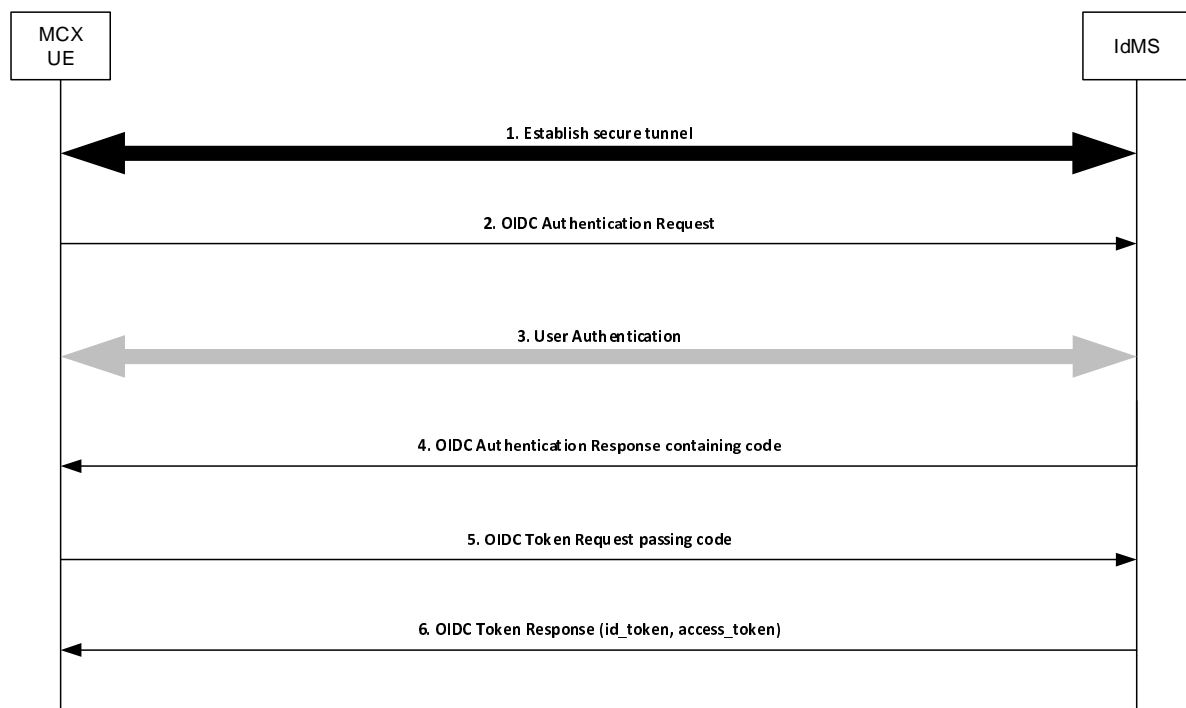 MCX
UE
IdMS
1. Establish secure tunnel
2. OIDC Authentication Request
3. User Authentication
4. OIDC Authentication Response containing code
5. OIDC Token Request passing code
6. OIDC Token Response (id_token, access_token)